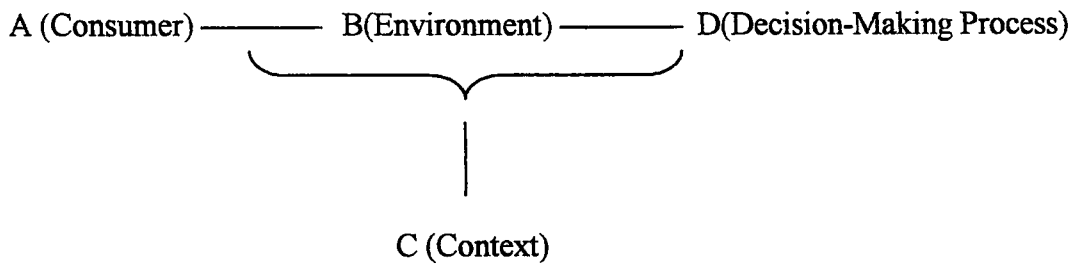 A (Consumer) B(Environment) D(Decision-Making Process)
C (Context)